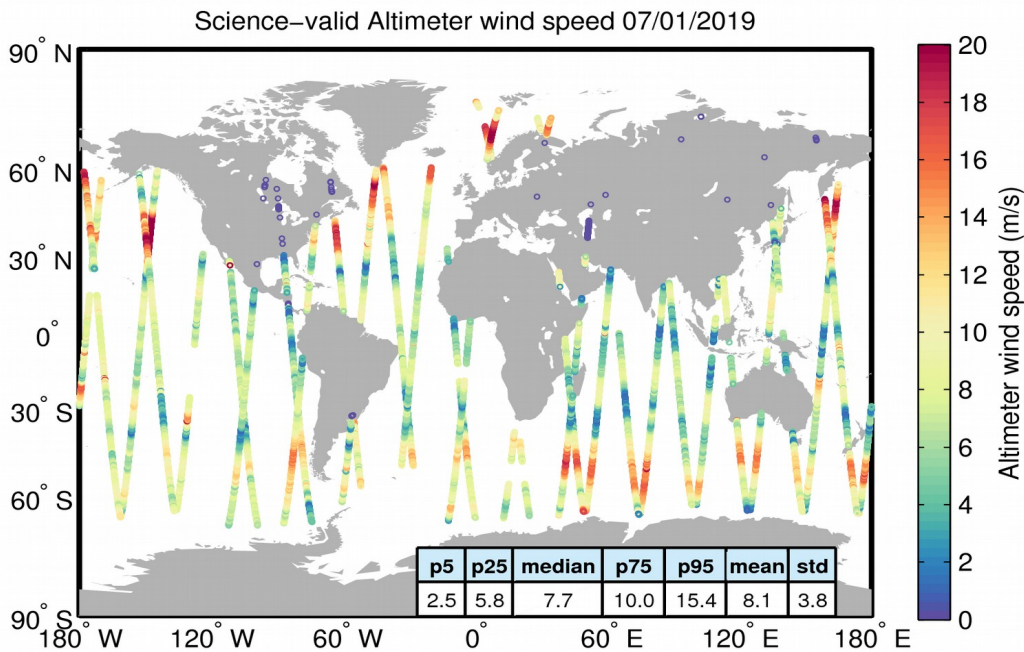 Science−valid Altimeter wind speed 07/01/2019
90° N
60° N
30° N
0°
30° S
60° S
90° S
180° W
120° W
60° W
0°
60° E
120° E
180° E
p5 p25 median p75 p95 mean std
2.5 5.8 7.7 10.0 15.4 8.1 3.8
20
18
16
14
12
10
8
6
4
2
0
Altimeter wind speed (m/s)